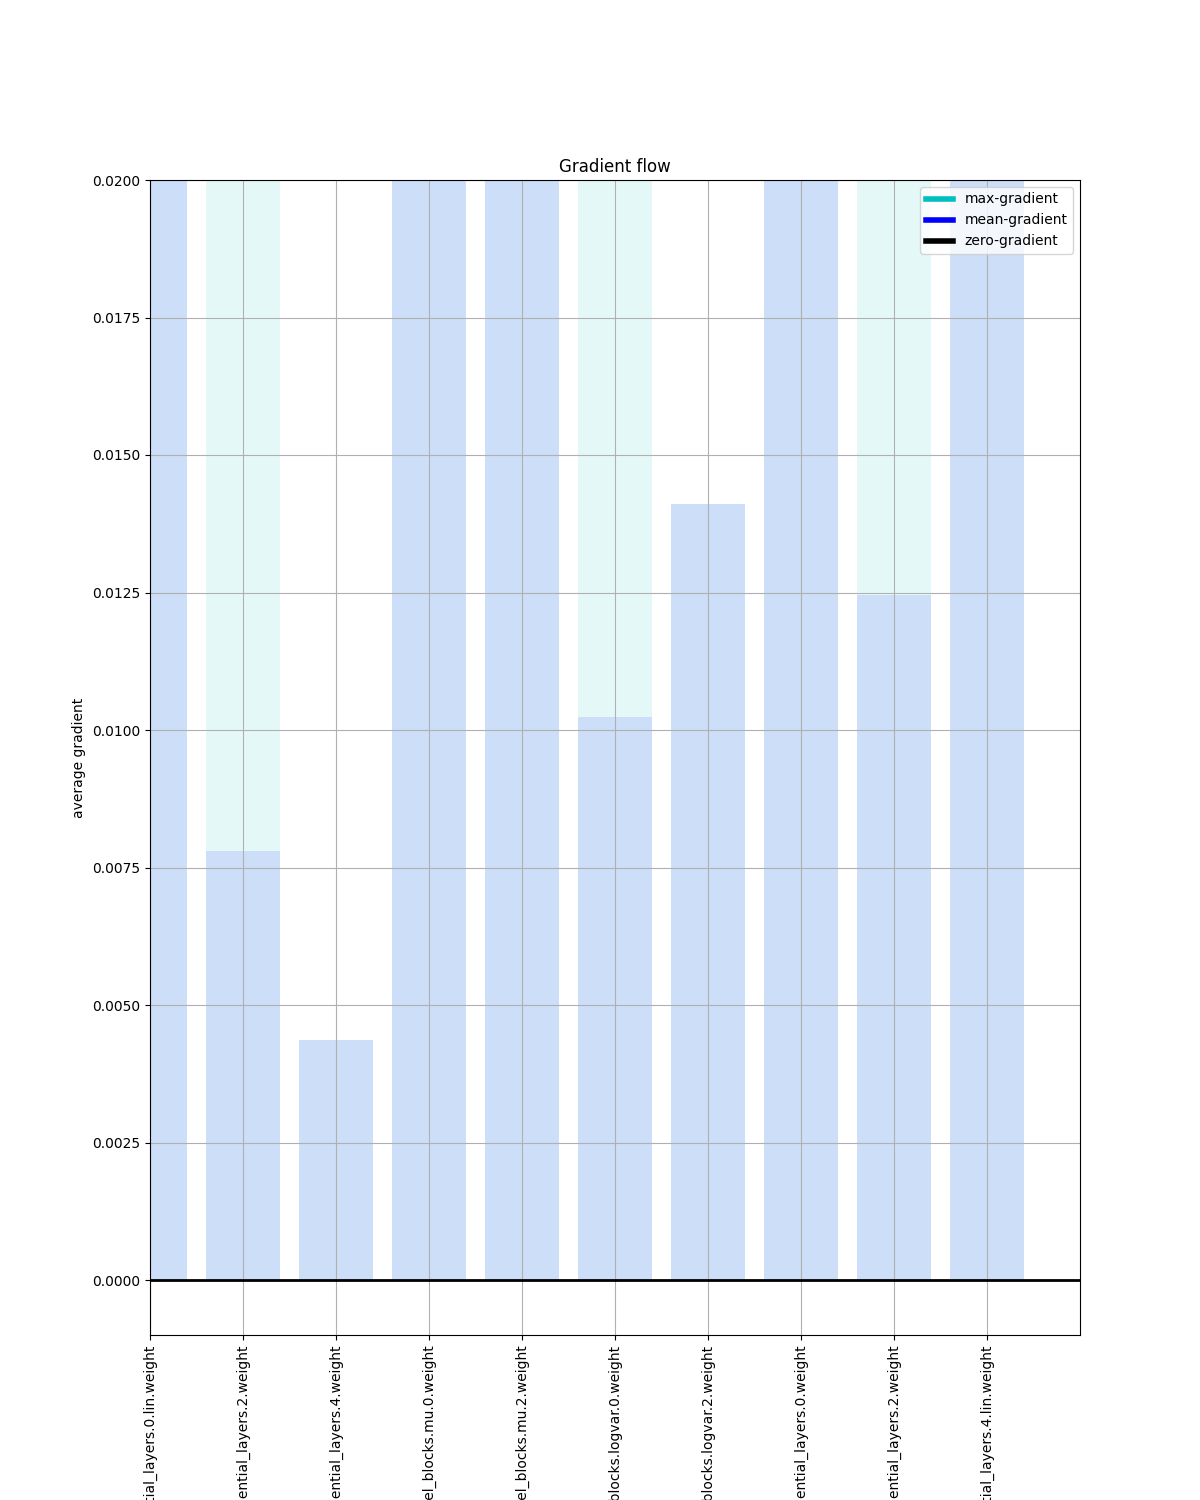 Gradient flow
max-gradient
mean-gradient
zero-gradient
0.0200
0.0175
0.0150
0.0125
0.0100
0.0075
0.0050
0.0025
0.0000
average gradient
tial_layers.0.lin.weight
ential_layers.2.weight
ential_layers.4.weight
el_blocks.mu.0.weight
el_blocks.mu.2.weight
blocks.logvar.0.weight
blocks.logvar.2.weight
ential_layers.0.weight
ential_layers.2.weight
tial_layers.4.lin.weight